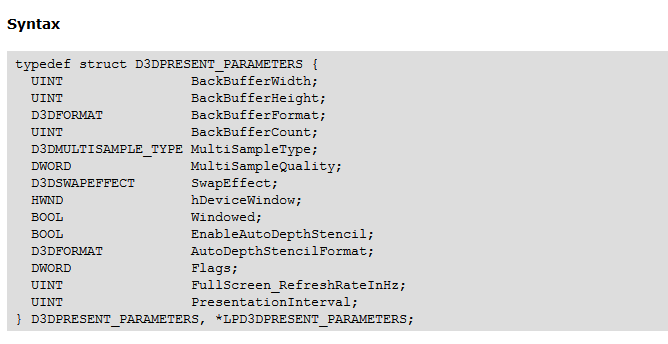 Syntax
typedef struct D3DPRESENT_PARAMETERS {
  UINT                BackBufferWidth;
  UINT                BackBufferHeight;
  D3DFORMAT           BackBufferFormat;
  UINT                BackBufferCount;
  D3DMULTISAMPLE_TYPE MultiSampleType;
  DWORD               MultiSampleQuality;
  D3DSWAPEFFECT       SwapEffect;
  HWND                hDeviceWindow;
  BOOL                Windowed;
  BOOL                EnableAutoDepthStencil;
  D3DFORMAT           AutoDepthStencilFormat;
  DWORD               Flags;
  UINT                FullScreen_RefreshRateInHz;
  UINT                PresentationInterval;
} D3DPRESENT_PARAMETERS, *LPD3DPRESENT_PARAMETERS;